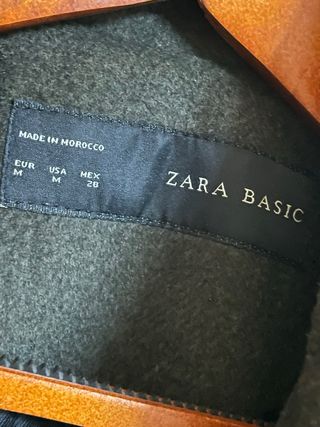 MADE IN MOROCCO
EUR USA MEX
M M 28
ZARA BASIC